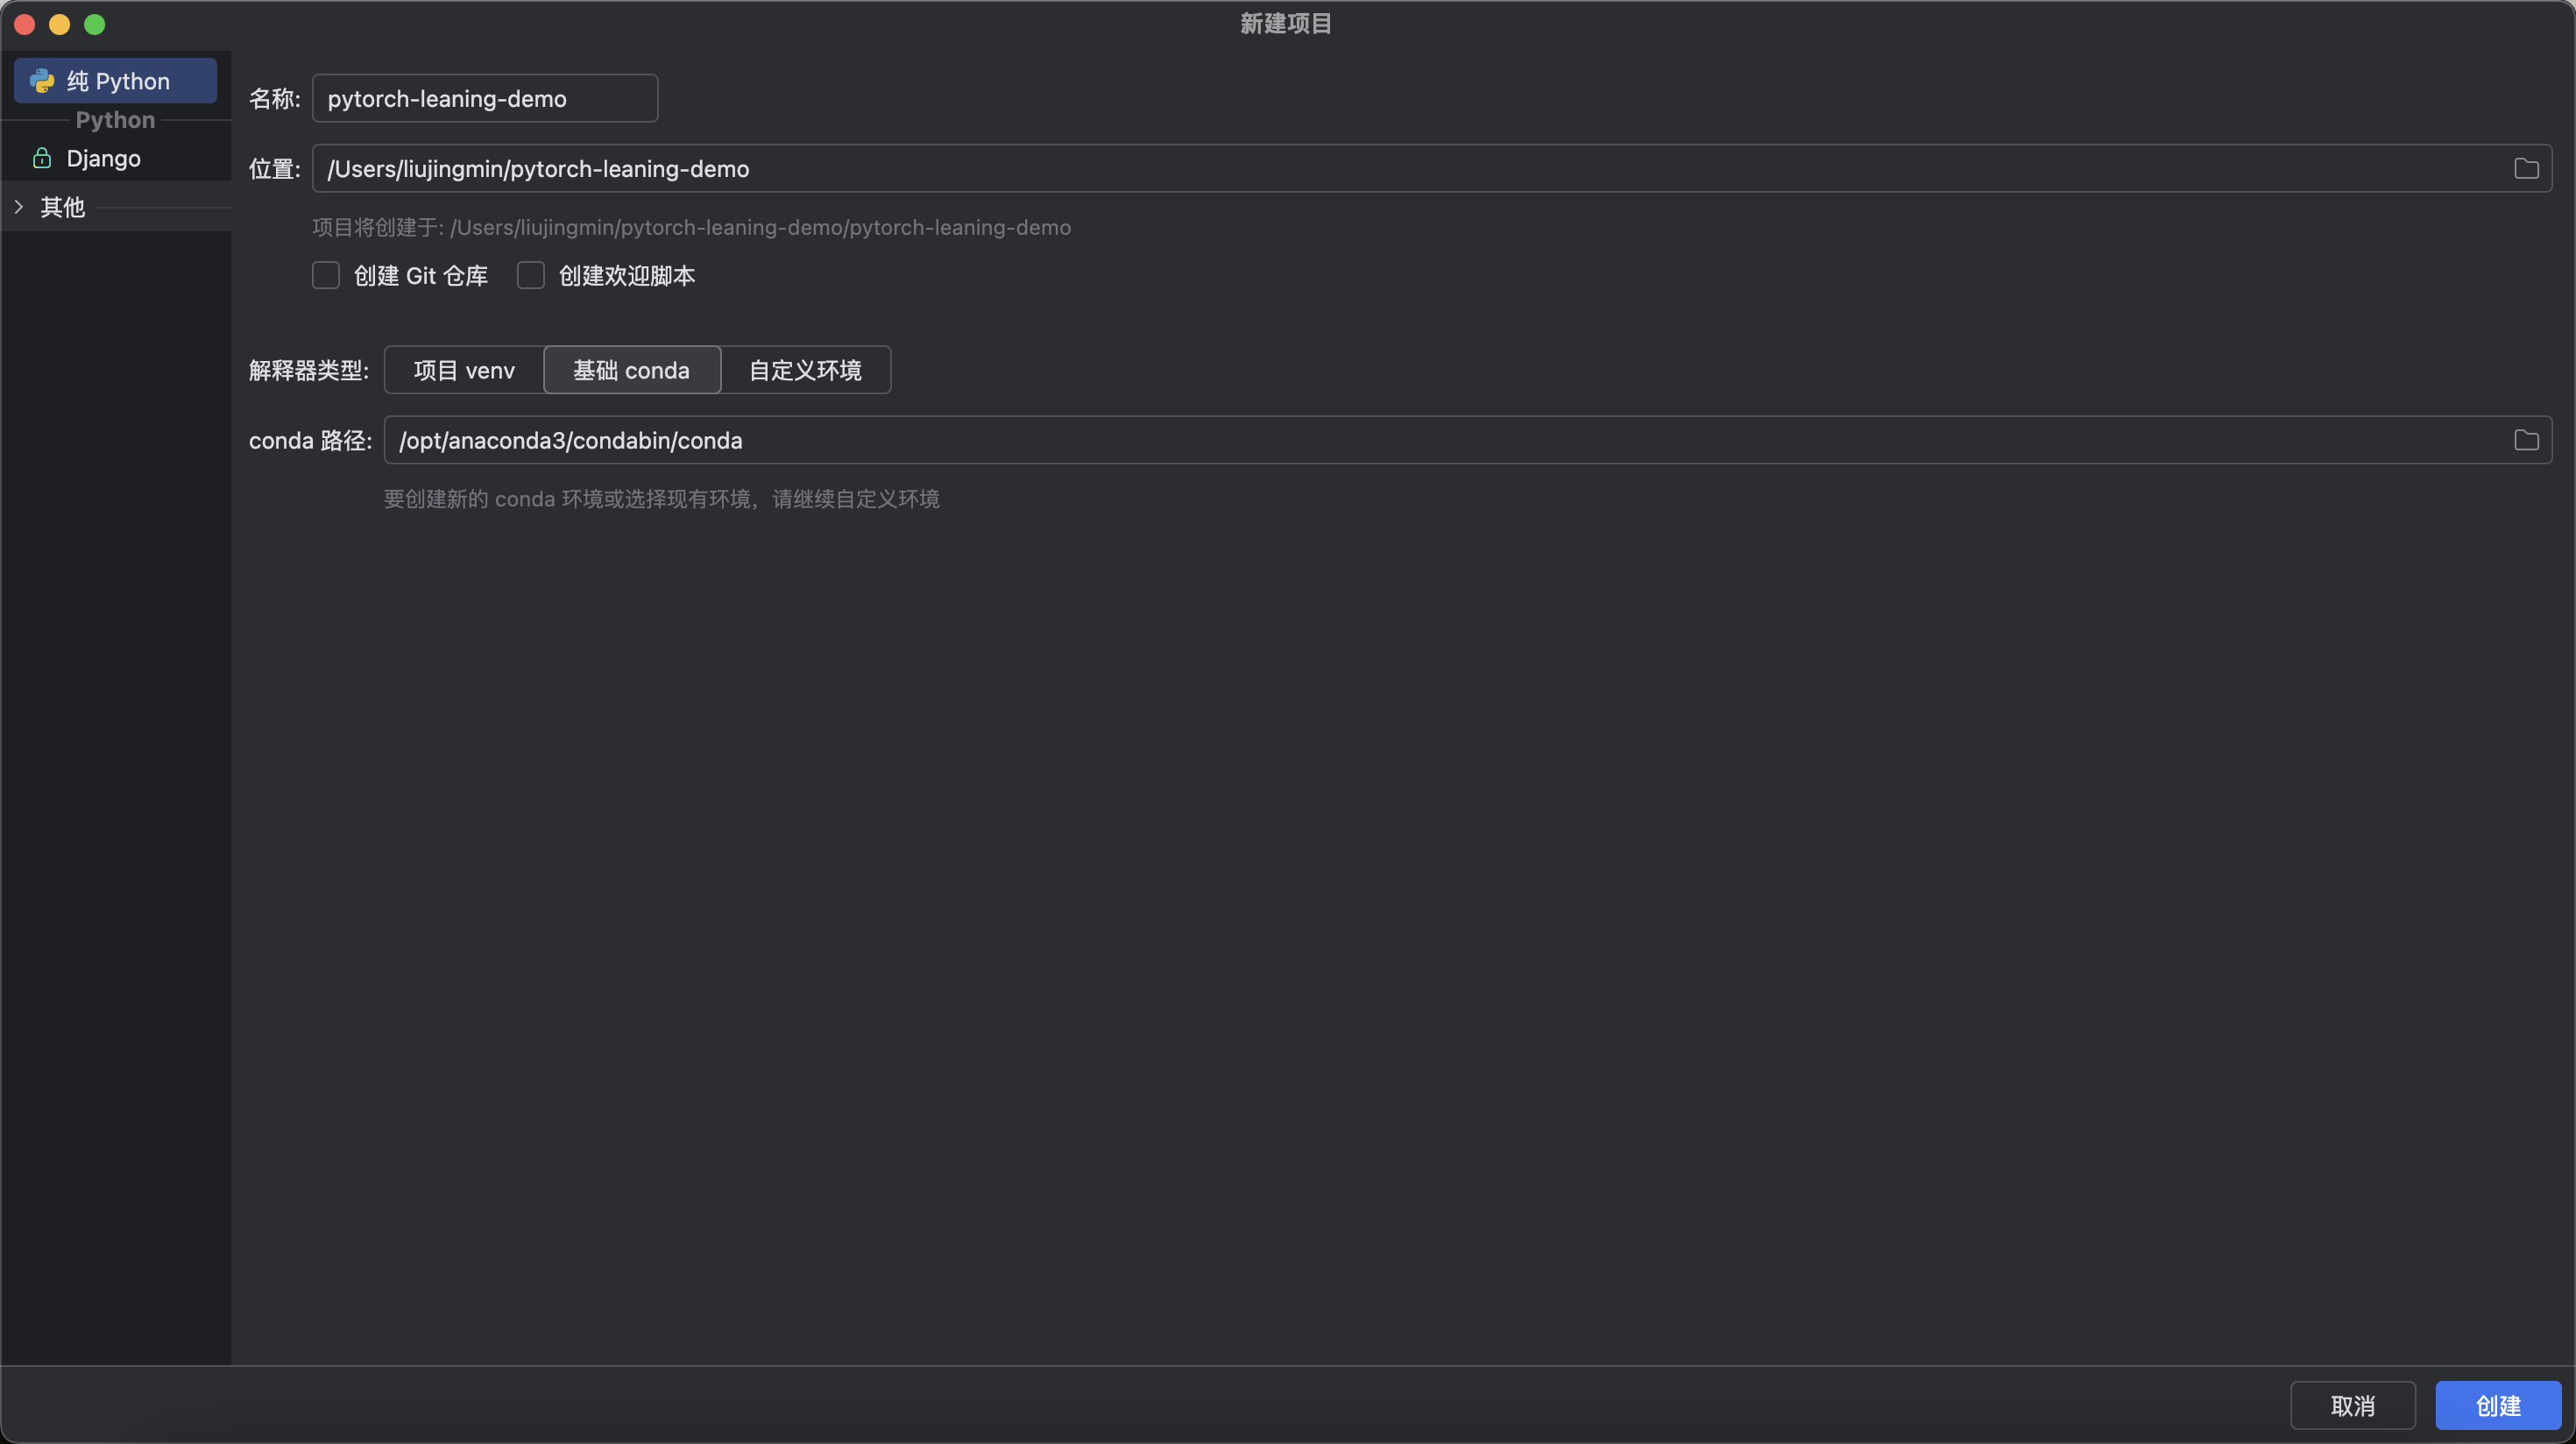 新建项目
纯 Python
Python
Django
其他
名称: pytorch-leaning-demo
位置: /Users/liujingmin/pytorch-leaning-demo
项目将创建于: /Users/liujingmin/pytorch-leaning-demo/pytorch-leaning-demo
创建 Git 仓库 创建欢迎脚本
解释器类型: 项目 venv 基础 conda 自定义环境
conda 路径: /opt/anaconda3/condabin/conda
要创建新的 conda 环境或选择现有环境，请继续自定义环境
取消 创建